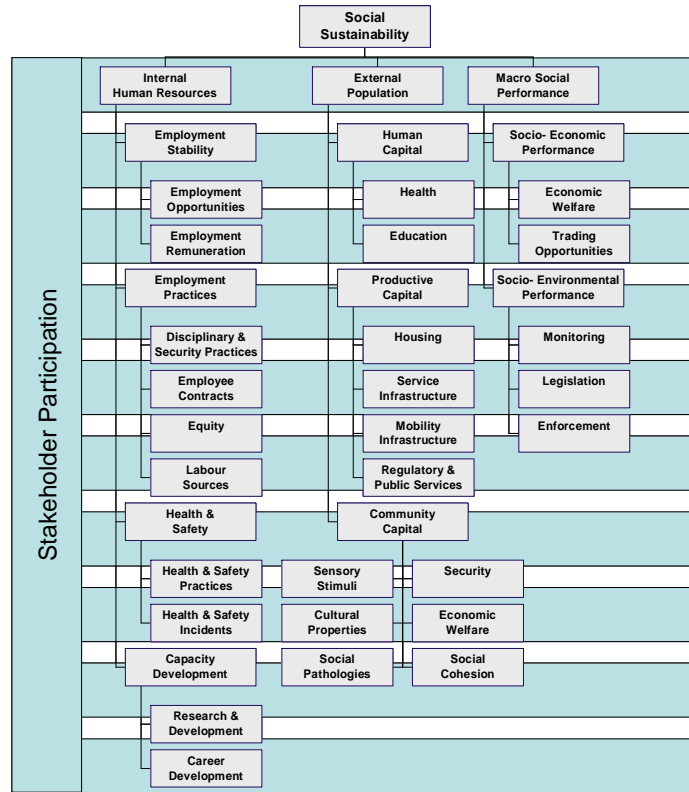 Social
Sustainability
Stakeholder Participation
Internal
Human Resources
Employment
Stability
Employment
Opportunities
Employment
Remuneration
Employment
Practices
Disciplinary &
Security Practices
Employee
Contracts
Equity
Labour
Sources
Health &
Safety
Health & Safety
Practices
Health & Safety
Incidents
Capacity
Development
Research &
Development
Career
Development
External
Population
Human
Capital
Health
Education
Productive
Capital
Housing
Service
Infrastructure
Mobility
Infrastructure
Regulatory &
Public Services
Community
Capital
Sensory
Stimuli
Security
Cultural
Properties
Economic
Welfare
Social
Pathologies
Social
Cohesion
Macro Social
Performance
Socio- Economic
Performance
Economic
Welfare
Trading
Opportunities
Socio- Environmental
Performance
Monitoring
Legislation
Enforcement